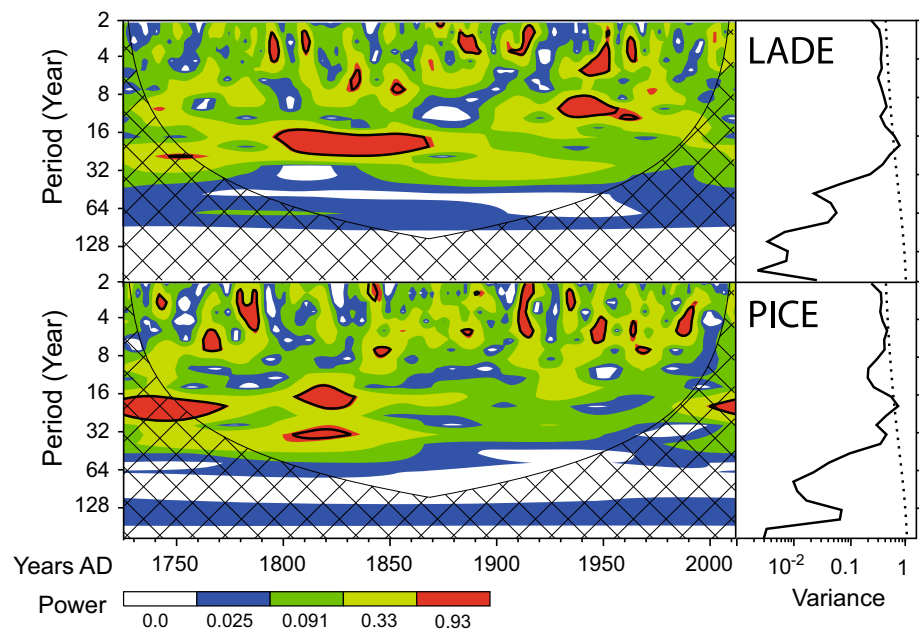 2
4
8
16
32
64
128
Period (Year)
LADE
2
4
8
16
32
64
128
Period (Year)
PICE
Years AD 1750 1800 1850 1900 1950 2000
10-2 0.1 1
Variance
Power
0.0 0.025 0.091 0.33 0.93